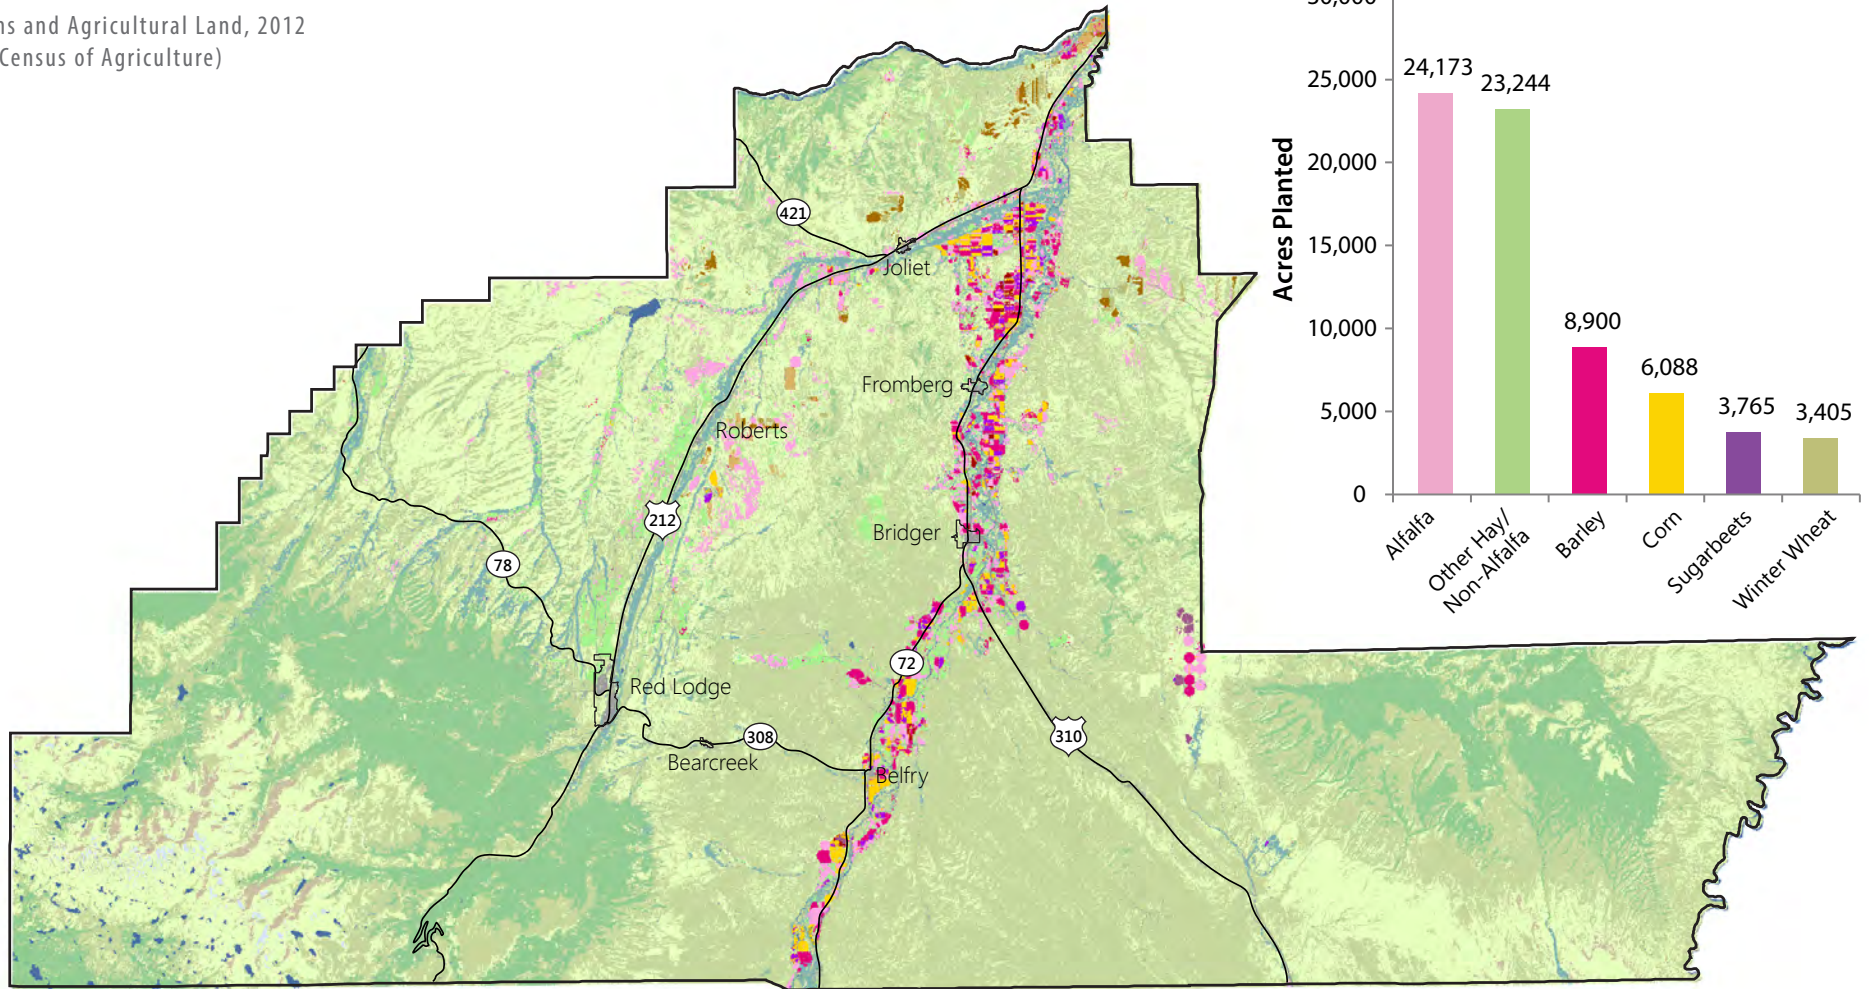 and Agricultural Land, 2012
Census of Agriculture)
25,000
20,000
15,000
10,000
5,000
0
Acres Planted
24,173
23,244
8,900
6,088
3,765
3,405
Alfalfa
Other Hay/
Non-Alfalfa
Barley
Corn
Sugarbeets
Winter Wheat
421
Joliet
Fromberg
Roberts
212
Bridger
78
72
Red Lodge
308
310
Bearcreek
Belfry